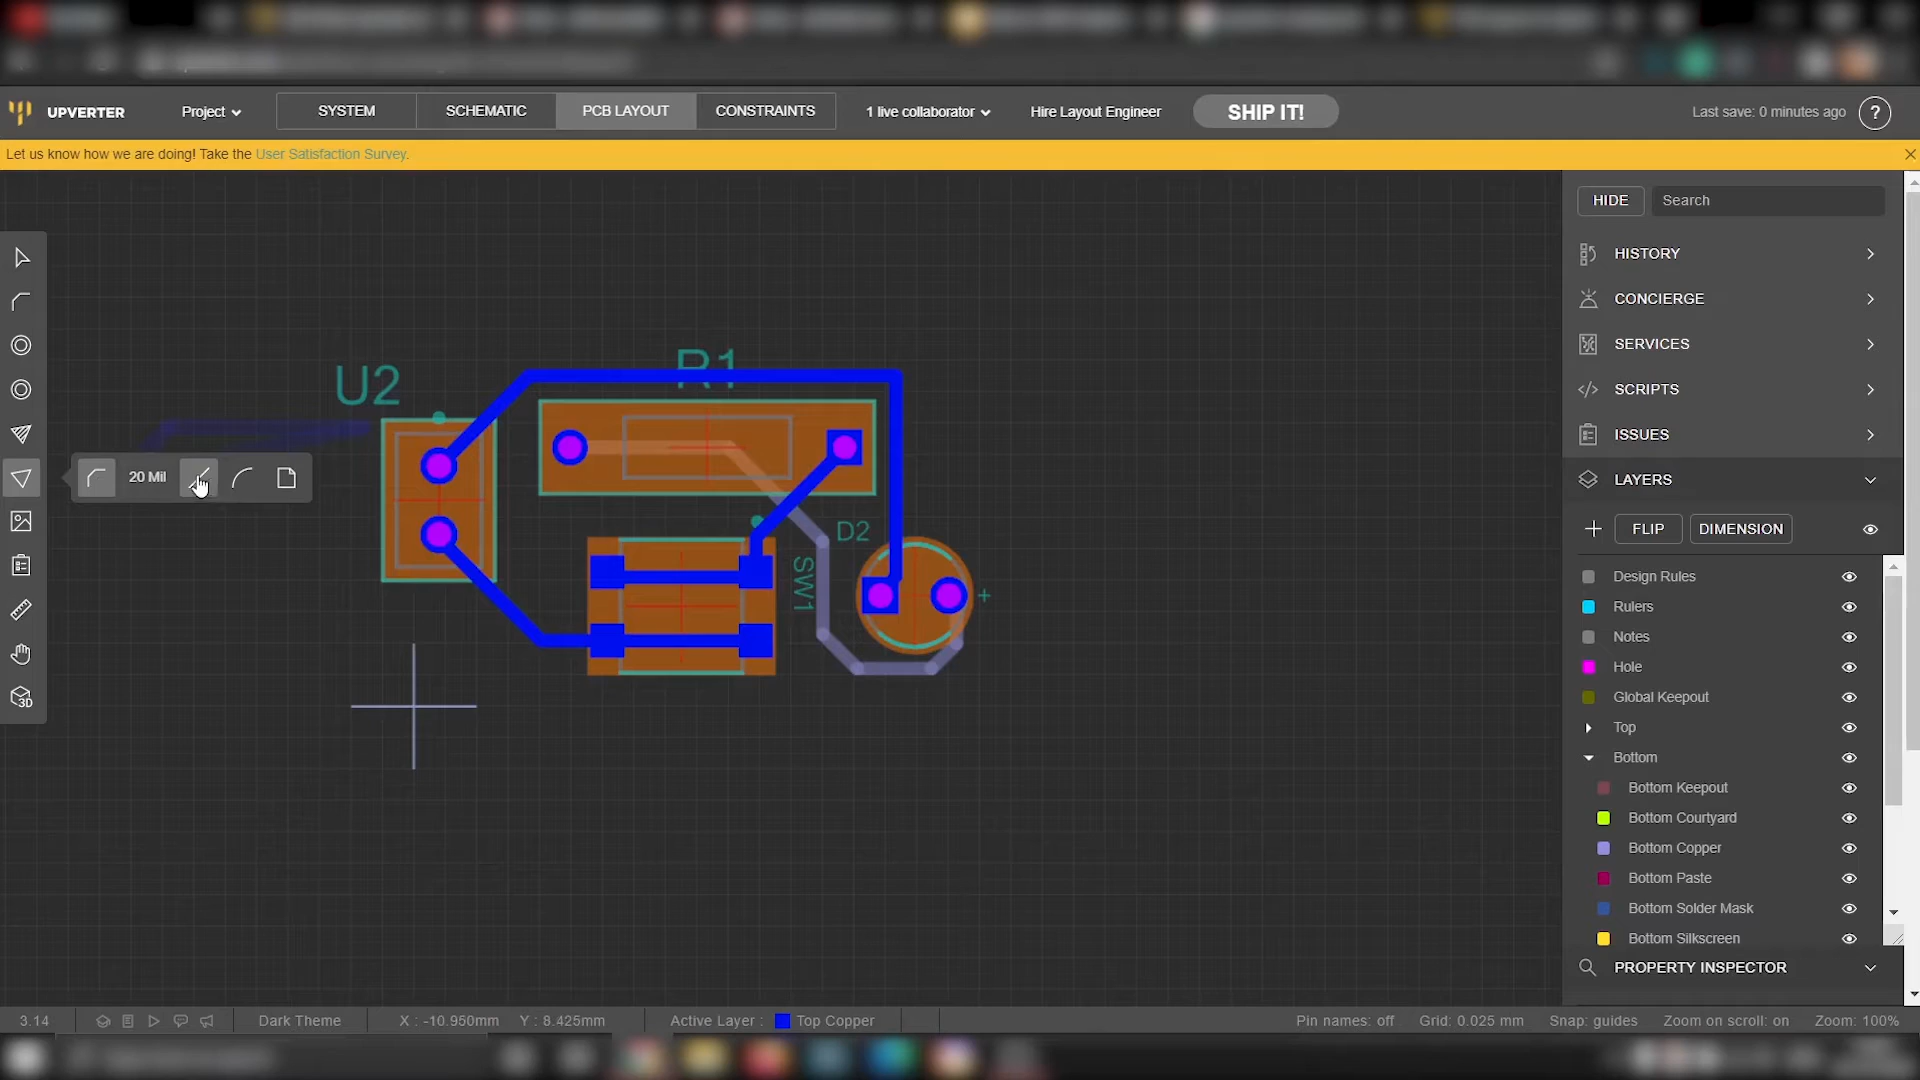 UPVERTER
Project
SYSTEM
SCHEMATIC
PCB LAYOUT
CONSTRAINTS
1 live collaborator
Hire Layout Engineer
SHIP IT!
Last save: 0 minutes ago
?
Let us know how we are doing! Take the User Satisfaction Survey.
HIDE
Search
HISTORY
CONCIERGE
SERVICES
SCRIPTS
ISSUES
LAYERS
FLIP
DIMENSION
Design Rules
Rulers
Notes
Hole
Global Keepout
Top
Bottom
Bottom Keepout
Bottom Courtyard
Bottom Copper
Bottom Paste
Bottom Solder Mask
Bottom Silkscreen
PROPERTY INSPECTOR
20 Mil
3D
U2
R1
D2
SW1
+
3.14
Dark Theme
X : -10.950mm
Y : 8.425mm
Active Layer :
Top Copper
Pin names: off
Grid: 0.025 mm
Snap: guides
Zoom on scroll: on
Zoom: 100%